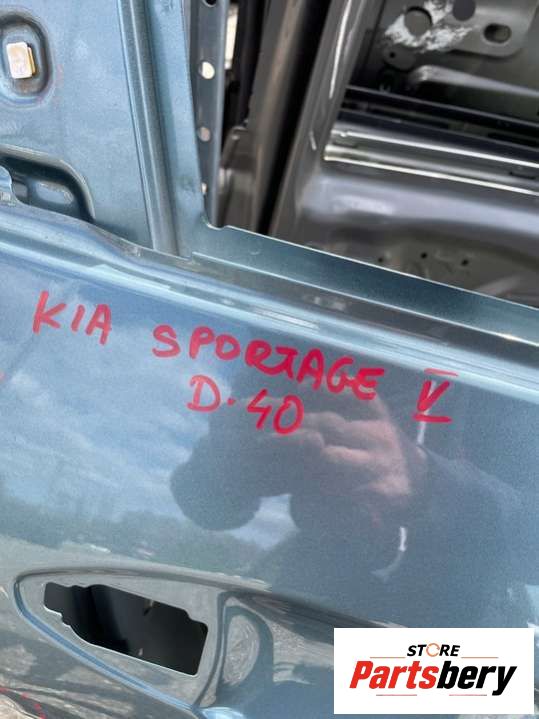 KIA SPORTAGE V
D.40
STORE
Partsbery